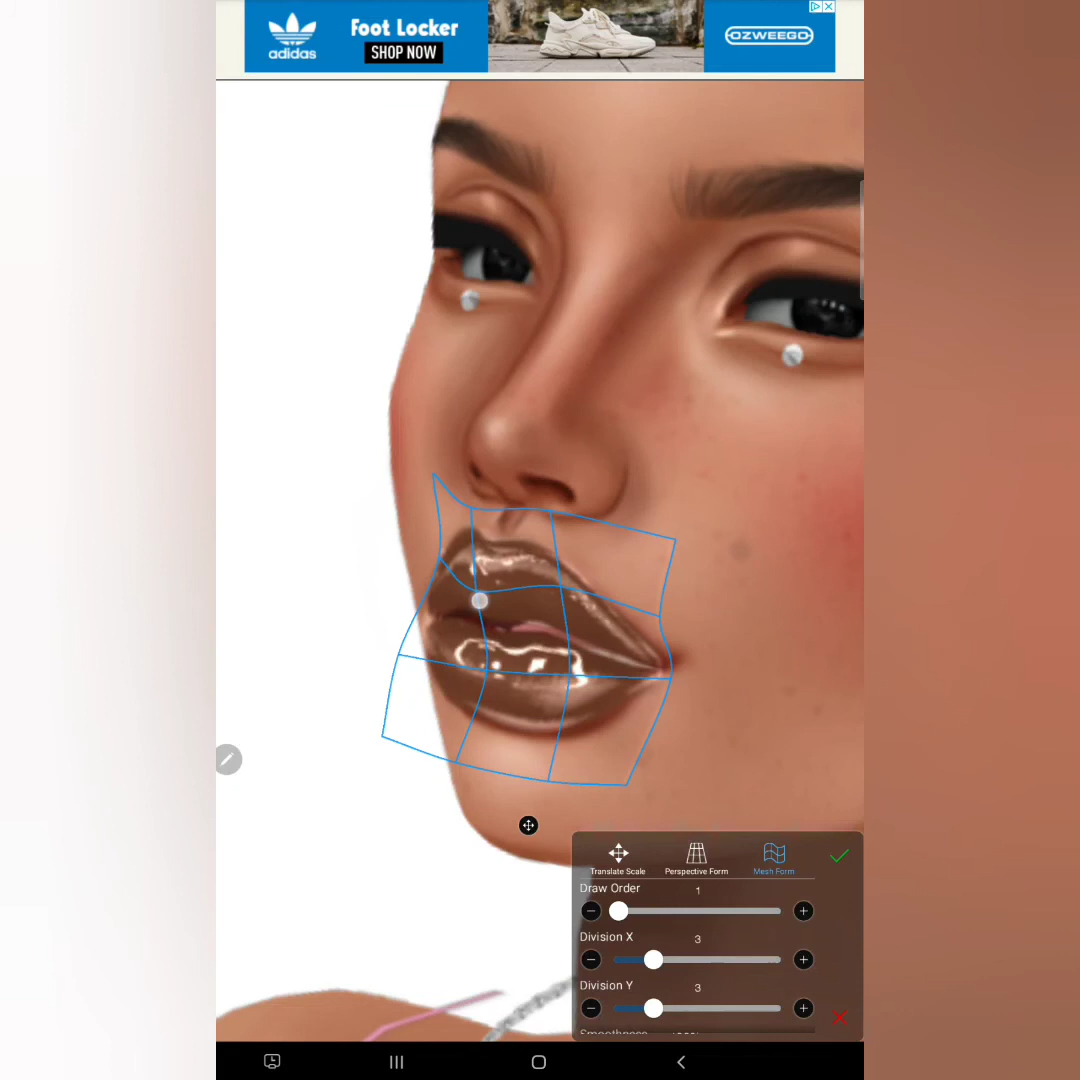 adidas
Foot Locker
SHOP NOW
OZWEEGO
Translate Scale
Perspective Form
Mesh Form
Draw Order
1
Division X
3
Division Y
3
Smoothness